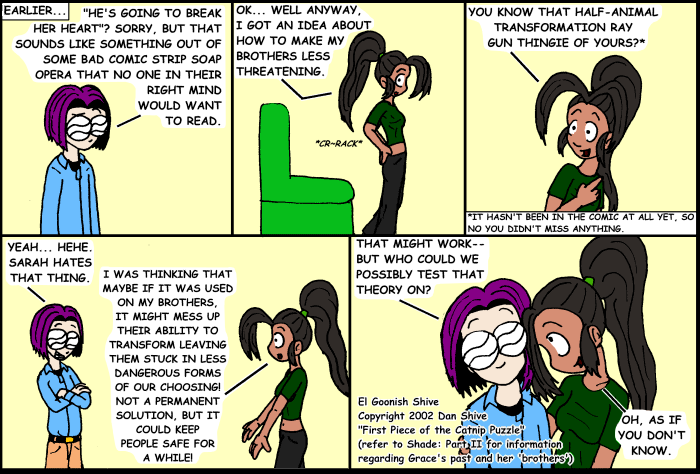 EARLIER...
"HE'S GOING TO BREAK
HER HEART"? SORRY, BUT THAT
SOUNDS LIKE SOMETHING OUT OF
SOME BAD COMIC STRIP SOAP
OPERA THAT NO ONE IN THEIR
RIGHT MIND
WOULD WANT
TO READ.
OK... WELL ANYWAY,
I GOT AN IDEA ABOUT
HOW TO MAKE MY
BROTHERS LESS
THREATENING.
*CR-RACK*
YOU KNOW THAT HALF-ANIMAL
TRANSFORMATION RAY
GUN THINGIE OF YOURS?*
*IT HASN'T BEEN IN THE COMIC AT ALL YET, SO
NO YOU DIDN'T MISS ANYTHING.
YEAH... HEHE.
SARAH HATES
THAT THING.
I WAS THINKING THAT
MAYBE IF IT WAS USED
ON MY BROTHERS,
IT MIGHT MESS UP
THEIR ABILITY TO
TRANSFORM LEAVING
THEM STUCK IN LESS
DANGEROUS FORMS
OF OUR CHOOSING!
NOT A PERMANENT
SOLUTION, BUT IT
COULD KEEP
PEOPLE SAFE FOR
A WHILE!
THAT MIGHT WORK--
BUT WHO COULD WE
POSSIBLY TEST THAT
THEORY ON?
OH, AS IF
YOU DON'T
KNOW.
El Goonish Shive
Copyright 2002 Dan Shive
"First Piece of the Catnip Puzzle"
(refer to Shade: Part II for information
regarding Grace's past and her 'brothers')